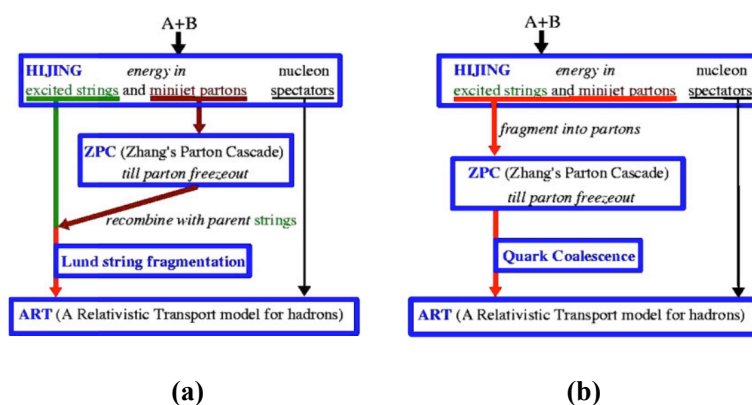 A+B
HIJING energy in nucleon
excited strings and minijet partons spectators
ZPC (Zhang's Parton Cascade)
till parton freezeout
recombine with parent strings
Lund string fragmentation
ART (A Relativistic Transport model for hadrons)
(a)
A+B
HIJING energy in nucleon
excited strings and minijet partons spectators
fragment into partons
ZPC (Zhang's Parton Cascade)
till parton freezeout
Quark Coalescence
ART (A Relativistic Transport model for hadrons)
(b)